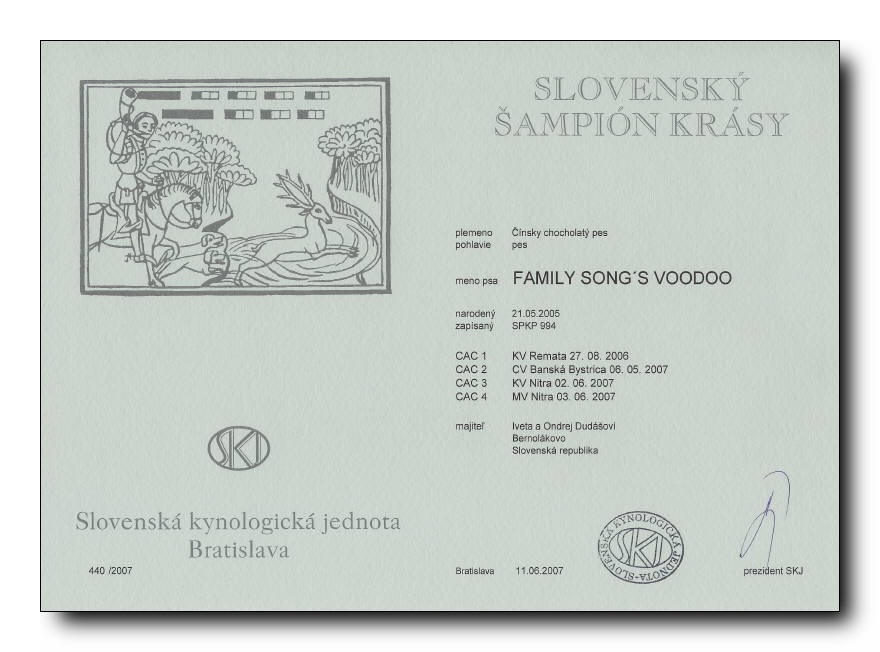 SLOVENSKÝ
ŠAMPIÓN KRÁSY
plemeno Čínsky chocholatý pes
pohlavie pes
meno psa FAMILY SONG´S VOODOO
narodený 21.05.2005
zapísaný SPKP 994
CAC 1 KV Remata 27. 08. 2006
CAC 2 CV Banská Bystrica 06. 05. 2007
CAC 3 KV Nitra 02. 06. 2007
CAC 4 MV Nitra 03. 06. 2007
majiteľ Iveta a Ondrej Dudášovi
Bernolákovo
Slovenská republika
SKJ
Slovenská kynologická jednota
Bratislava
440 /2007
Bratislava 11.06.2007
SLOVENSKÁ KYNOLOGICKÁ JEDNOTA
SKJ
prezident SKJ